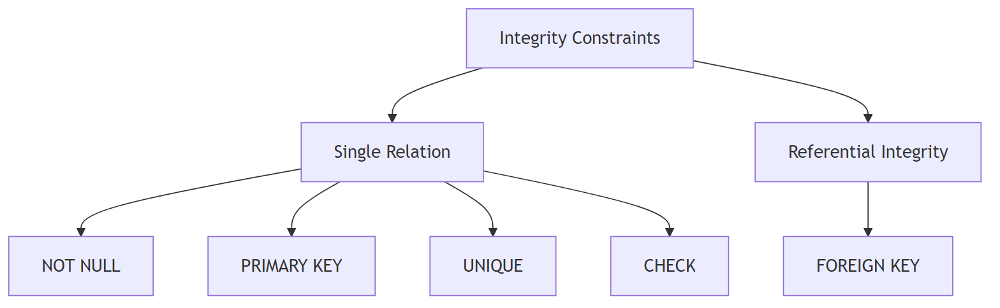 Integrity Constraints
Single Relation
Referential Integrity
NOT NULL
PRIMARY KEY
UNIQUE
CHECK
FOREIGN KEY